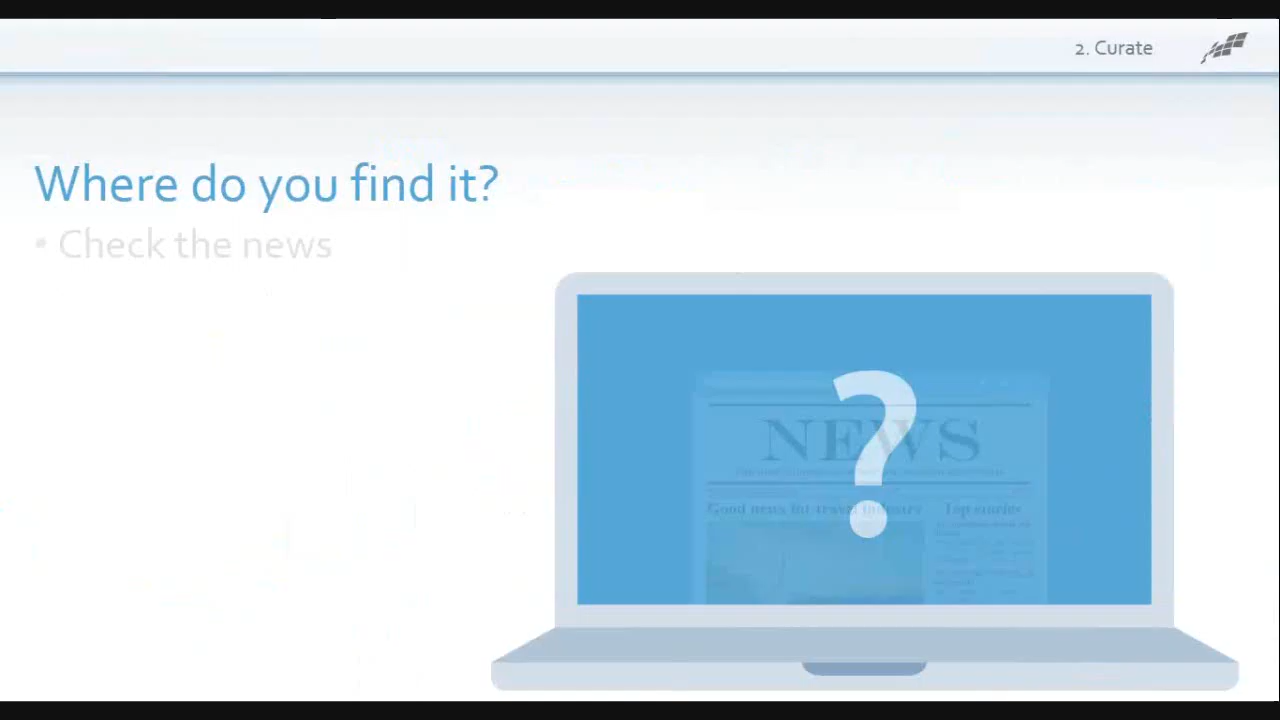 2. Curate
Where do you find it?
• Check the news
?
NEWS
Good news for travel industry
Top stories